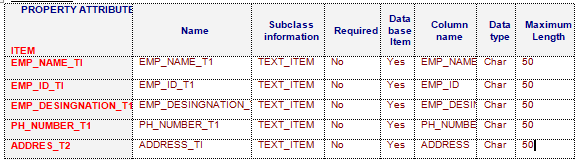 PROPERTY ATTRIBUTE Name Subclass information Required Data base Item Column name Data type Maximum Length
ITEM
EMP_NAME_TI EMP_NAME_T1 TEXT_ITEM No Yes EMP_NAME Char 50
EMP_ID_TI EMP_ID_T1 TEXT_ITEM No Yes EMP_ID Char 50
EMP_DESINGNATION_T1 EMP_DESINGNATION_ TEXT_ITEM No Yes EMP_DESIN Char 50
PH_NUMBER_T1 PH_NUMBER_T1 TEXT_ITEM No Yes PH_NUMBE Char 50
ADDRES_T2 ADDRESS_TI TEXT_ITEM No Yes ADDRESS Char 50